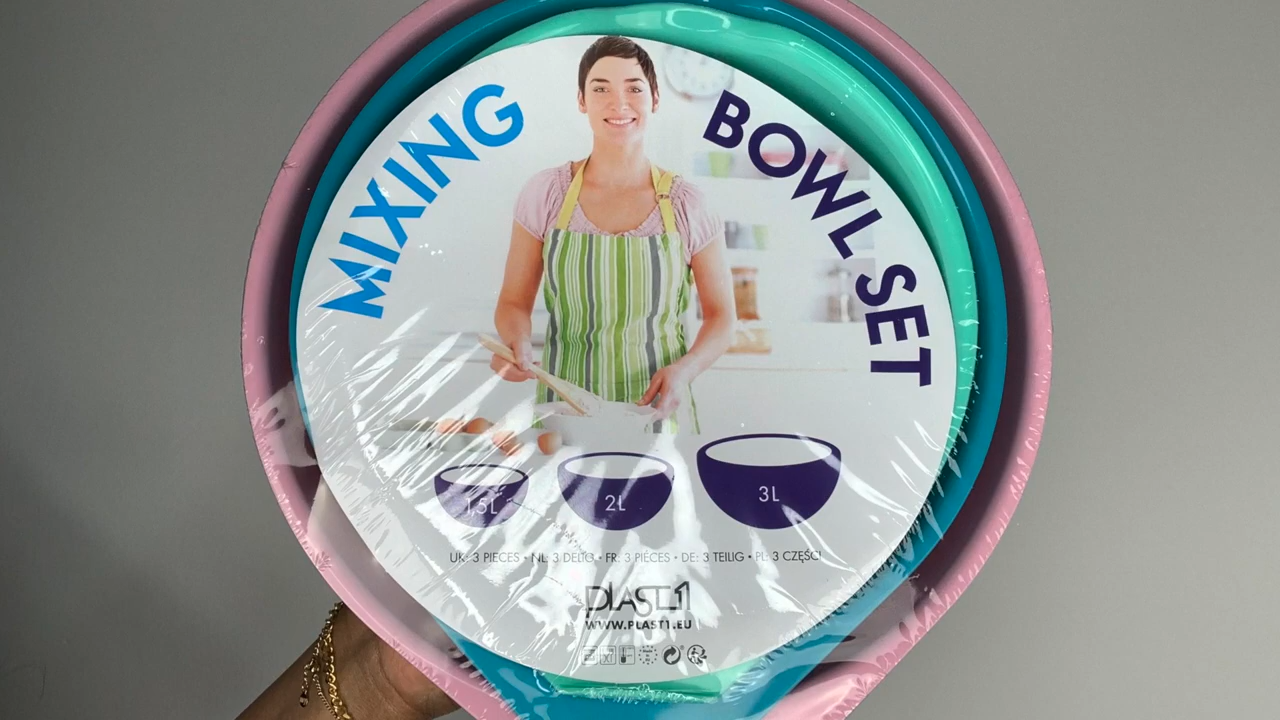 MIXING
BOWL SET
1,5L
2L
3L
UK: 3 PIECES • NL: 3 DELIG • FR: 3 PIÈCES • DE: 3 TEILIG • PL: 3 CZĘŚCI
PLAST1
WWW.PLAST1.EU